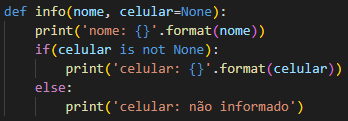 def info(nome, celular=None):
    print('nome: {}'.format(nome))
    if(celular is not None):
        print('celular: {}'.format(celular))
    else:
        print('celular: não informado')